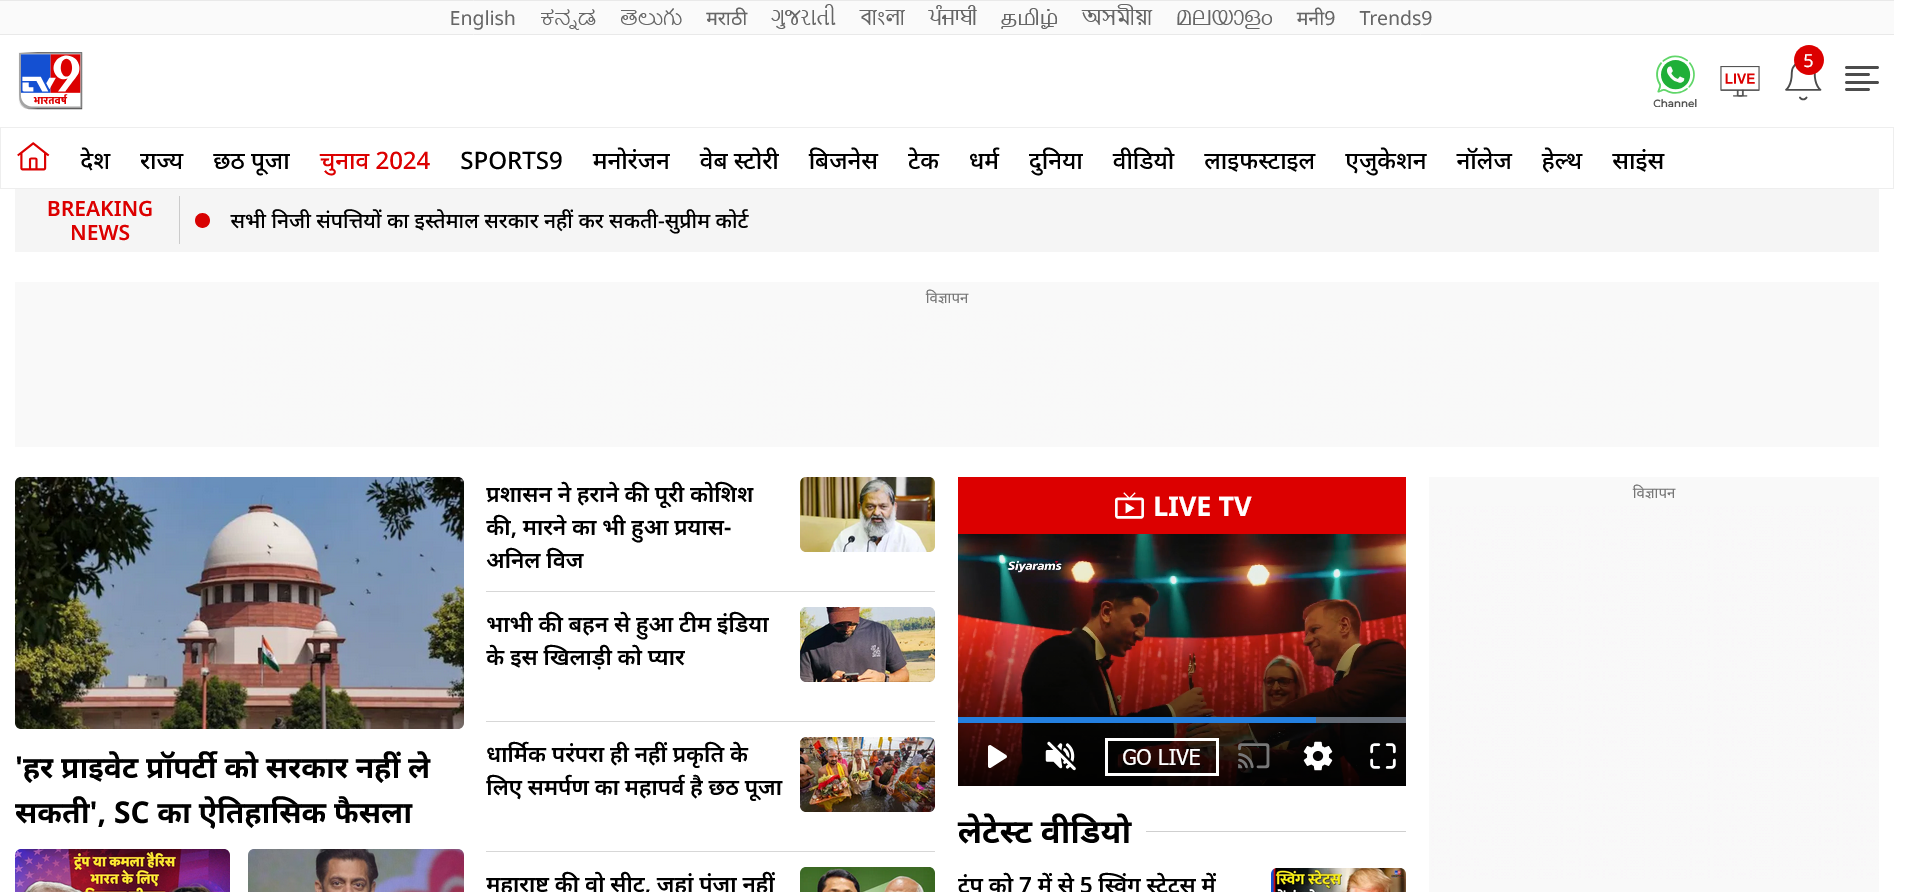 English ಕನ್ನಡ తెలుగు मराठी ગુજરાતી বাংলা ਪੰਜਾਬੀ தமிழ் অসমীয়া മലയാളം मनी9 Trends9
TV9
भारतवर्ष
Channel
LIVE
5
देश राज्य छठ पूजा चुनाव 2024 SPORTS9 मनोरंजन वेब स्टोरी बिजनेस टेक धर्म दुनिया वीडियो लाइफस्टाइल एजुकेशन नॉलेज हेल्थ साइंस
BREAKING
NEWS
सभी निजी संपत्तियों का इस्तेमाल सरकार नहीं कर सकती-सुप्रीम कोर्ट
विज्ञापन
'हर प्राइवेट प्रॉपर्टी को सरकार नहीं ले
सकती', SC का ऐतिहासिक फैसला
ट्रंप या कमला हैरिस
भारत के लिए
प्रशासन ने हराने की पूरी कोशिश
की, मारने का भी हुआ प्रयास-
अनिल विज
भाभी की बहन से हुआ टीम इंडिया
के इस खिलाड़ी को प्यार
धार्मिक परंपरा ही नहीं प्रकृति के
लिए समर्पण का महापर्व है छठ पूजा
महाराष्ट्र की वो सीट, जहां पंजा नहीं
LIVE TV
Siyarams
GO LIVE
लेटेस्ट वीडियो
ट्रंप को 7 में से 5 स्विंग स्टेट्स में
स्विंग स्टेट्स
विज्ञापन